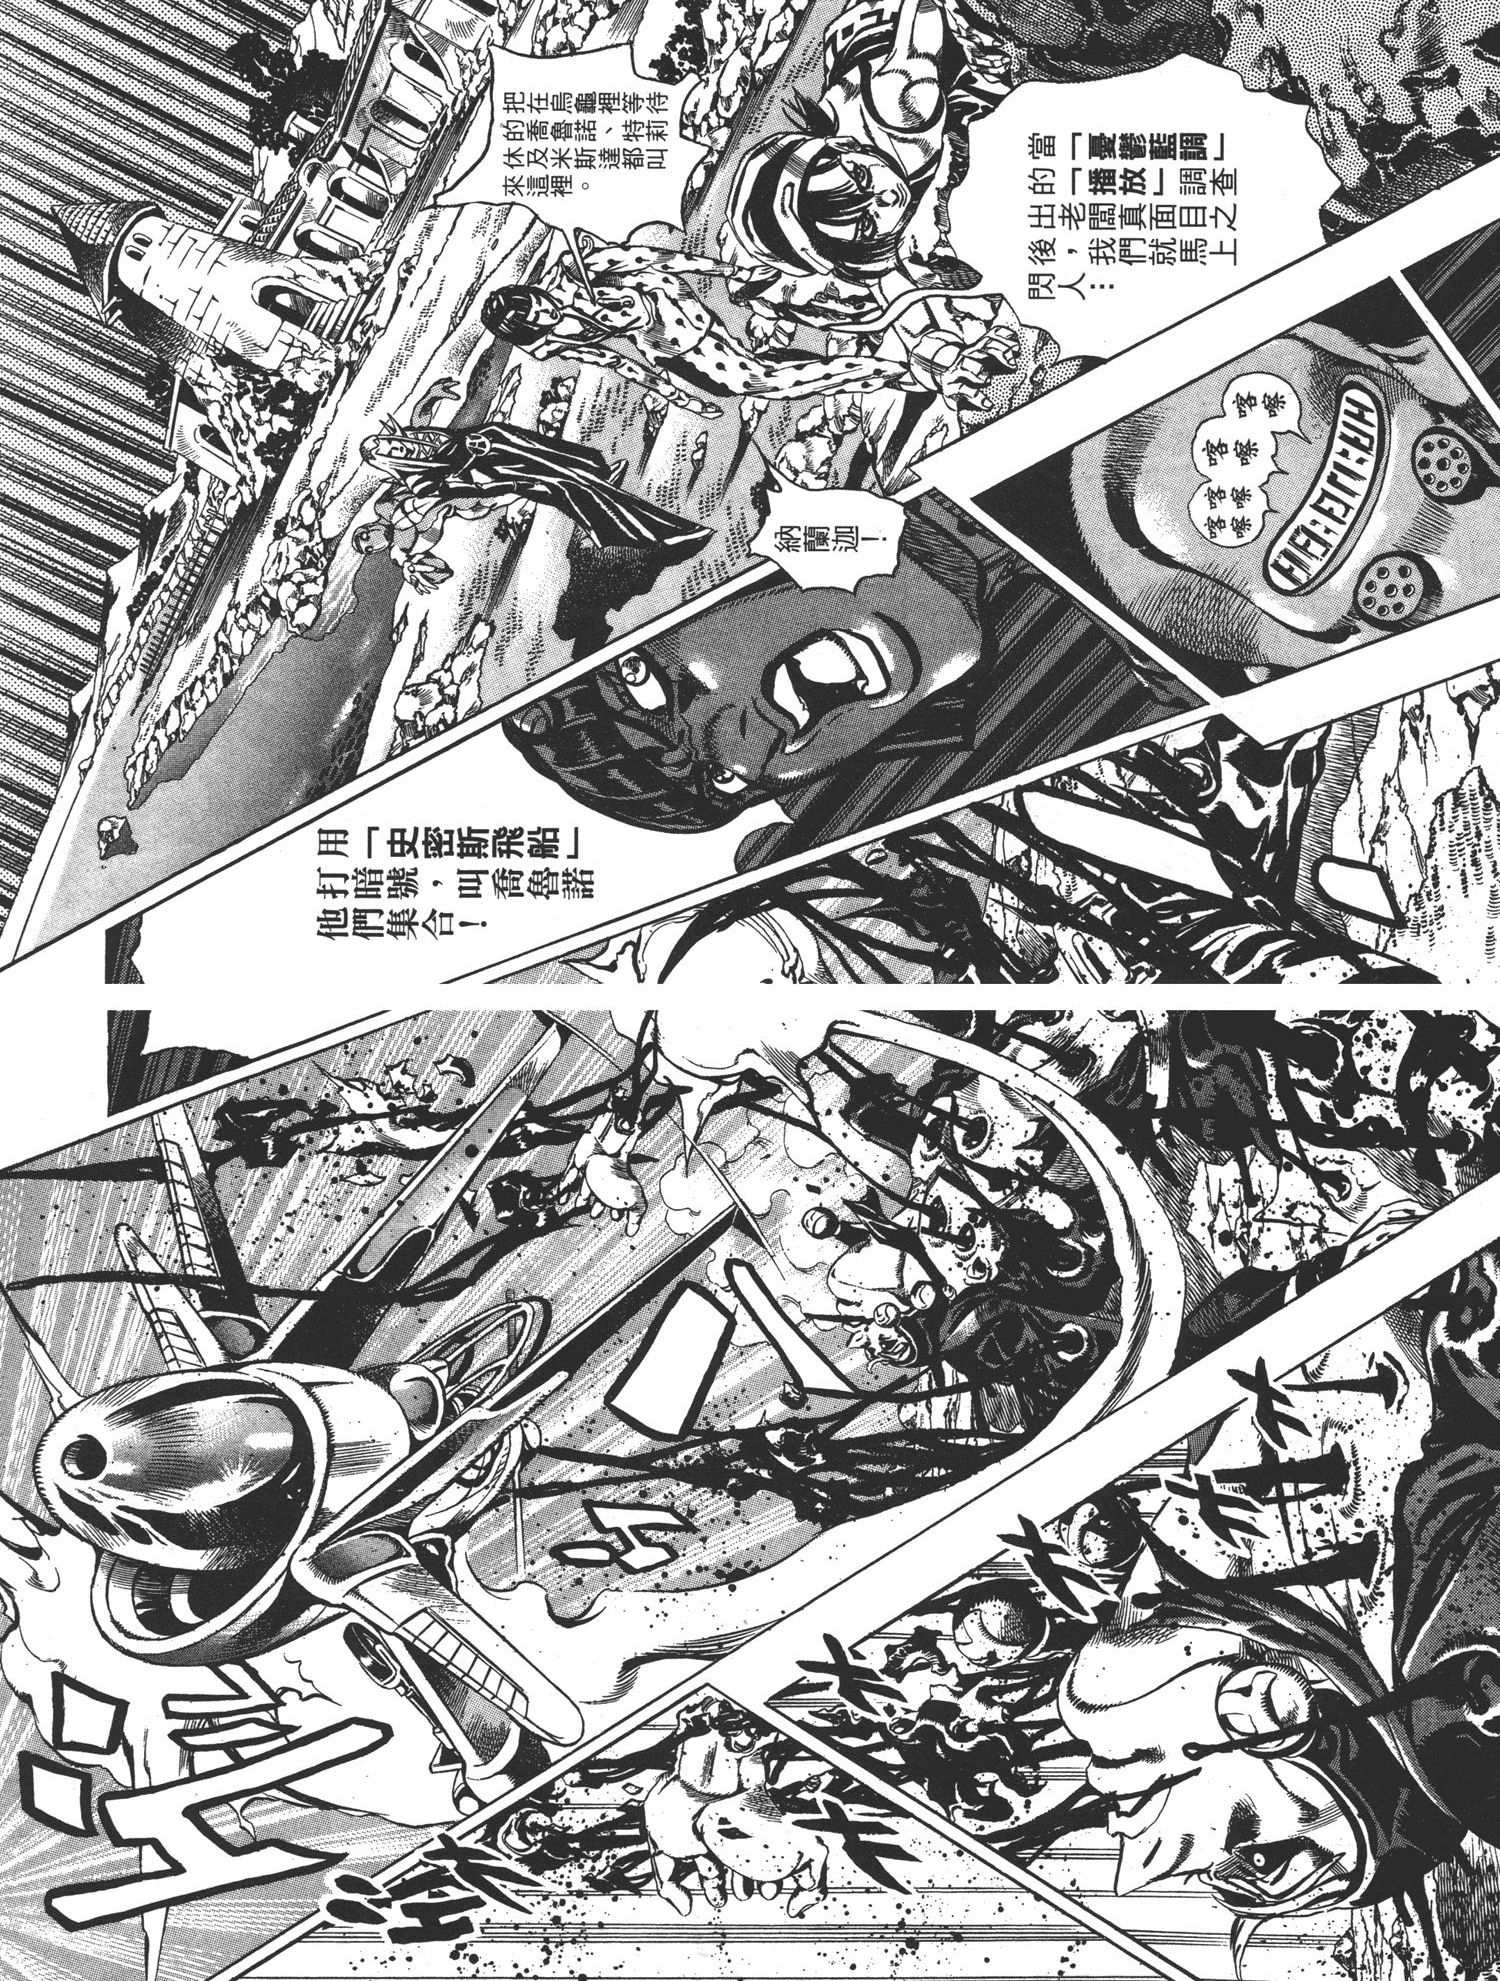 當「憂鬱藍調」
的「播放」調查
出老闆真面目之
後，我們就馬上
閃人…
把在烏龜裡等待
的喬魯諾、特莉
休及米斯達都叫
來這裡。
喀嚓
喀嚓
喀嚓
喀嚓
納蘭迦！
用「史密斯飛船」
打暗號，叫喬魯諾
他們集合！